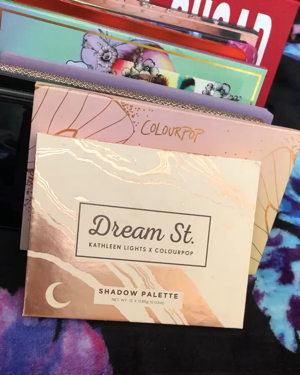 SUGAR
COLOURPOP
Dream St.
KATHLEEN LIGHTS X COLOURPOP
SHADOW PALETTE